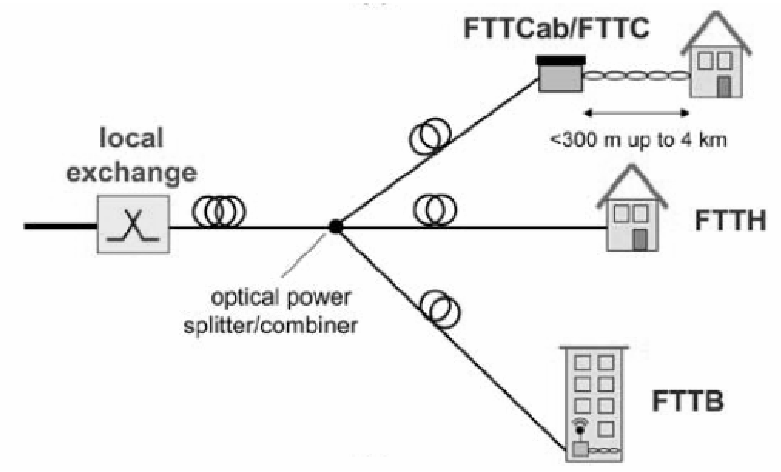 FTTCab/FTTC
<300 m up to 4 km
local
exchange
FTTH
optical power
splitter/combiner
FTTB